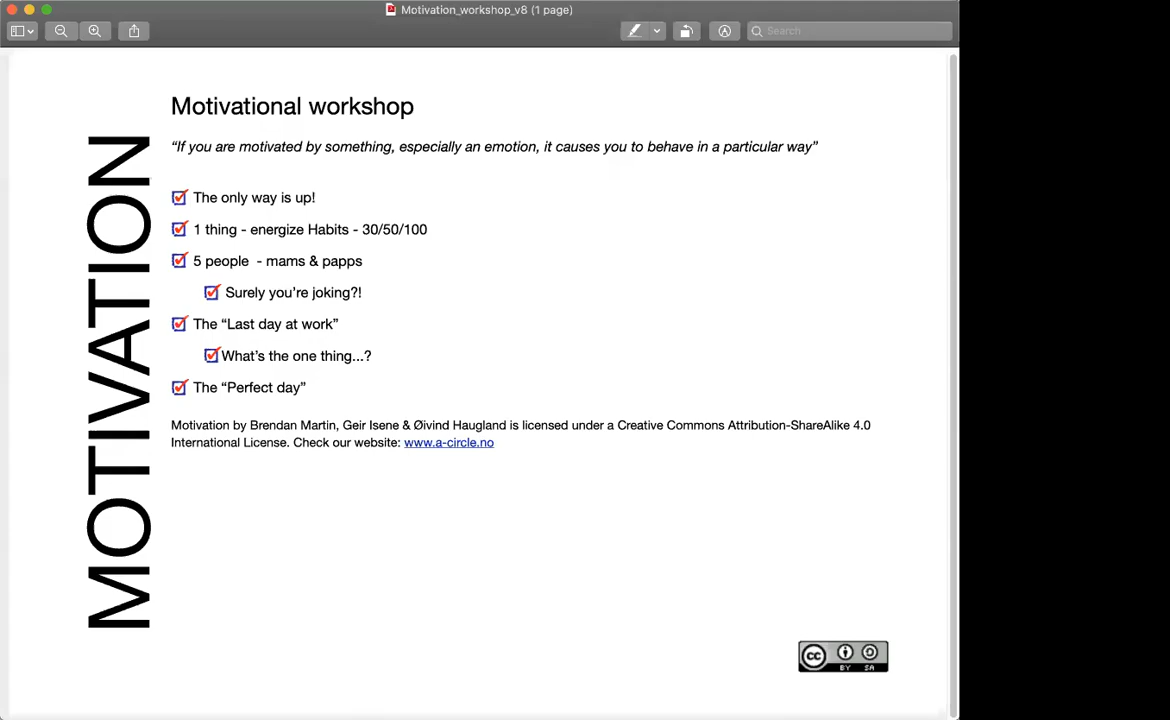 Motivation_workshop_v8 (1 page)
Search
MOTIVATION
Motivational workshop
“If you are motivated by something, especially an emotion, it causes you to behave in a particular way”
The only way is up!
1 thing - energize Habits - 30/50/100
5 people - mams & papps
Surely you’re joking?!
The “Last day at work”
What’s the one thing...?
The “Perfect day”
Motivation by Brendan Martin, Geir Isene & Øivind Haugland is licensed under a Creative Commons Attribution-ShareAlike 4.0
International License. Check our website: www.a-circle.no
cc
BY SA